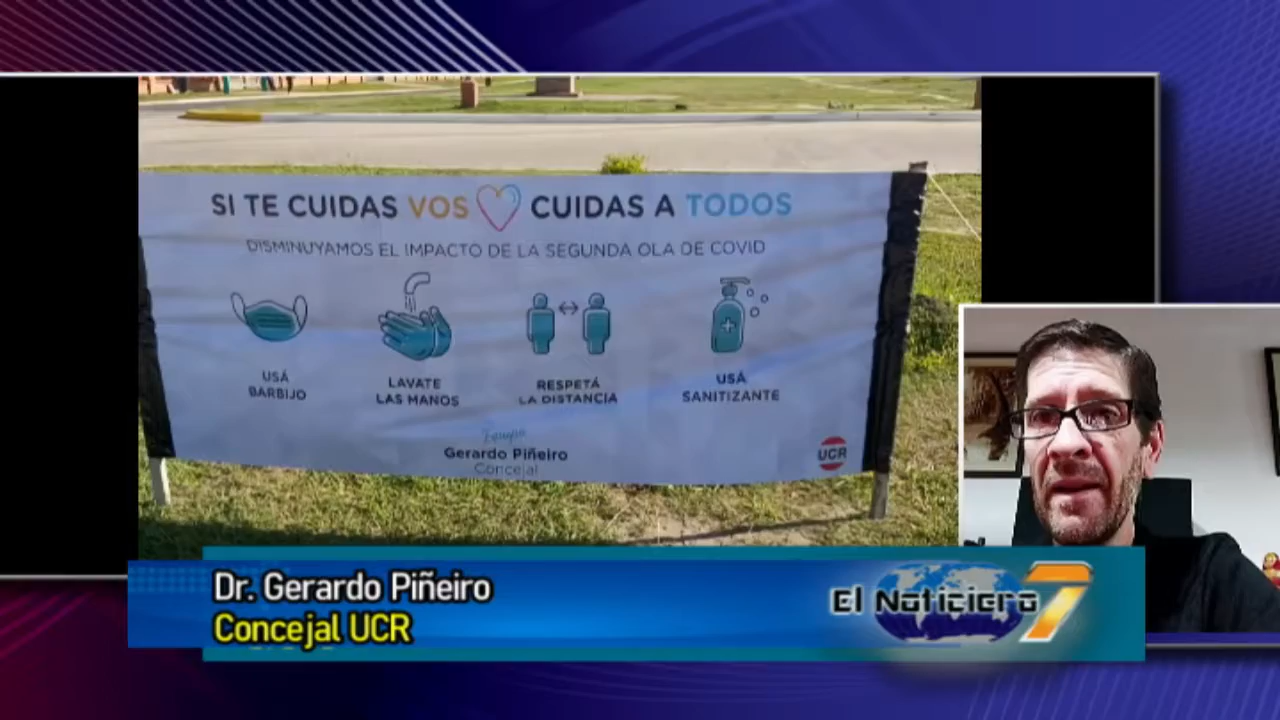 SI TE CUIDAS VOS CUIDAS A TODOS
DISMINUYAMOS EL IMPACTO DE LA SEGUNDA OLA DE COVID
USÁ
BARBIJO
LAVATE
LAS MANOS
RESPETÁ
LA DISTANCIA
USÁ
SANITIZANTE
Equipo
Gerardo Piñeiro
Concejal
UCR
Dr. Gerardo Piñeiro
Concejal UCR
El Noticiero 7